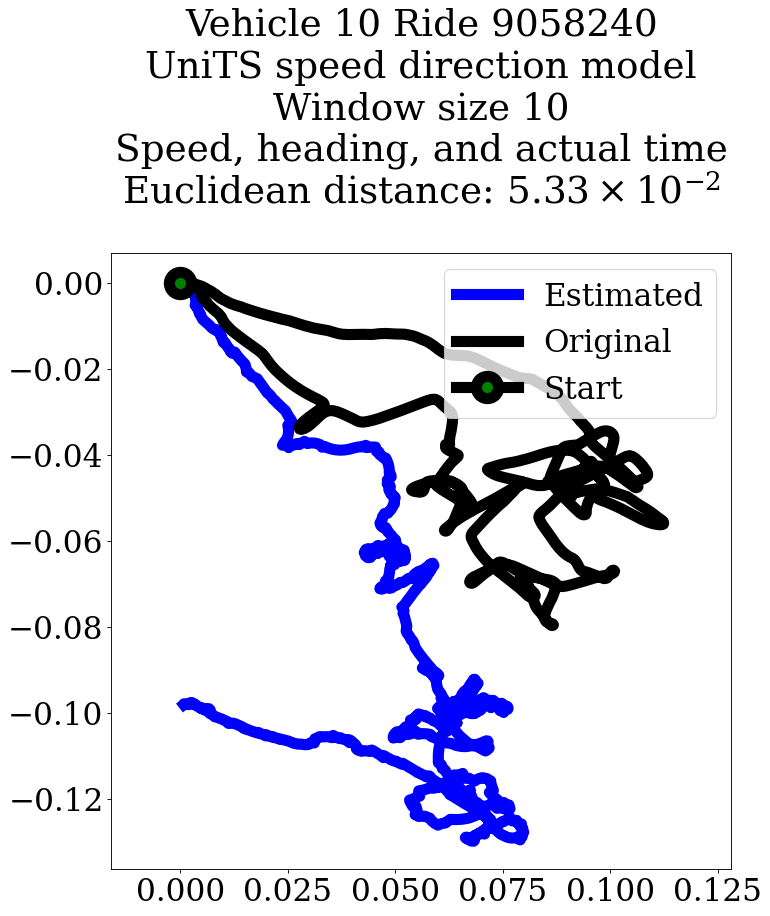 Vehicle 10 Ride 9058240
UniTS speed direction model
Window size 10
Speed, heading, and actual time
Euclidean distance: 5.33 × 10⁻²
Estimated
Original
Start
0.00
−0.02
−0.04
−0.06
−0.08
−0.10
−0.12
0.000 0.025 0.050 0.075 0.100 0.125